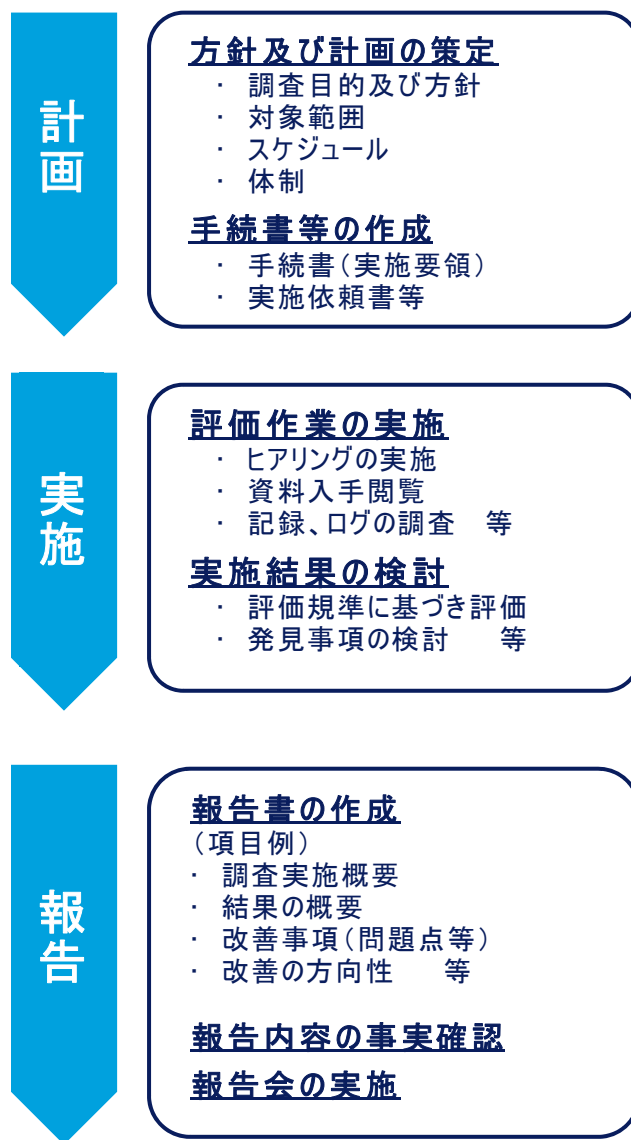 計画
方針及び計画の策定
・ 調査目的及び方針
・ 対象範囲
・ スケジュール
・ 体制
手続書等の作成
・ 手続書（実施要領）
・ 実施依頼書等
実施
評価作業の実施
・ ヒアリングの実施
・ 資料入手閲覧
・ 記録、ログの調査　等
実施結果の検討
・ 評価規準に基づき評価
・ 発見事項の検討　　等
報告
報告書の作成
（項目例）
・ 調査実施概要
・ 結果の概要
・ 改善事項（問題点等）
・ 改善の方向性　　等
報告内容の事実確認
報告会の実施